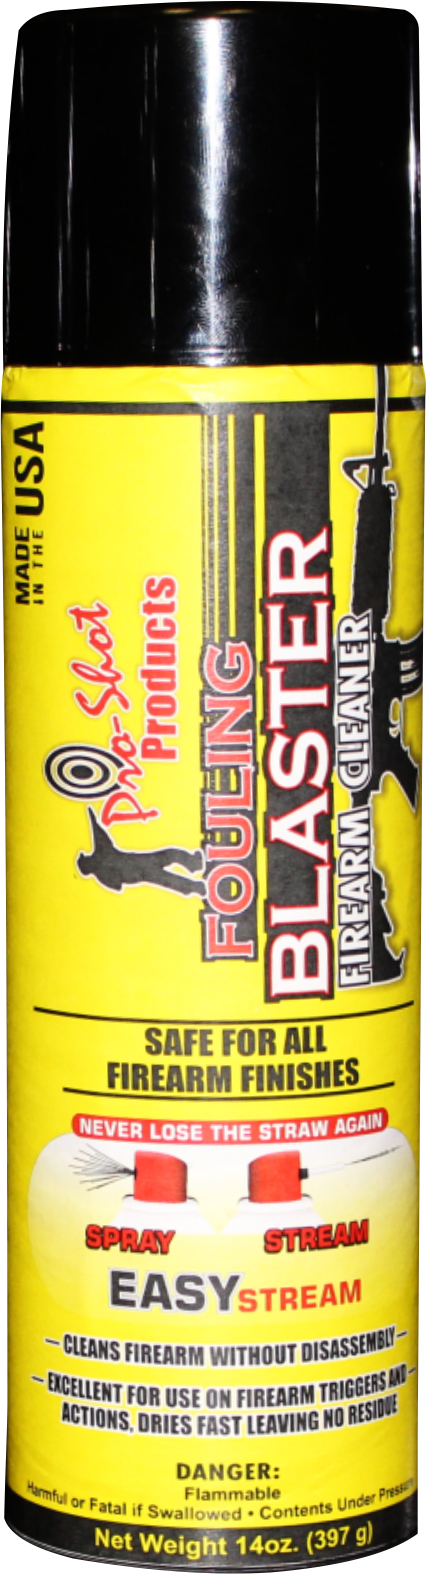 MADE
IN THE
USA
Pro-Shot
Products
FOULING
BLASTER
FIREARM CLEANER
SAFE FOR ALL
FIREARM FINISHES
NEVER LOSE THE STRAW AGAIN
SPRAY
STREAM
EASYSTREAM
– CLEANS FIREARM WITHOUT DISASSEMBLY –
– EXCELLENT FOR USE ON FIREARM TRIGGERS AND –
ACTIONS, DRIES FAST LEAVING NO RESIDUE
DANGER:
Flammable
Harmful or Fatal if Swallowed • Contents Under Pressure
Net Weight 14oz. (397 g)